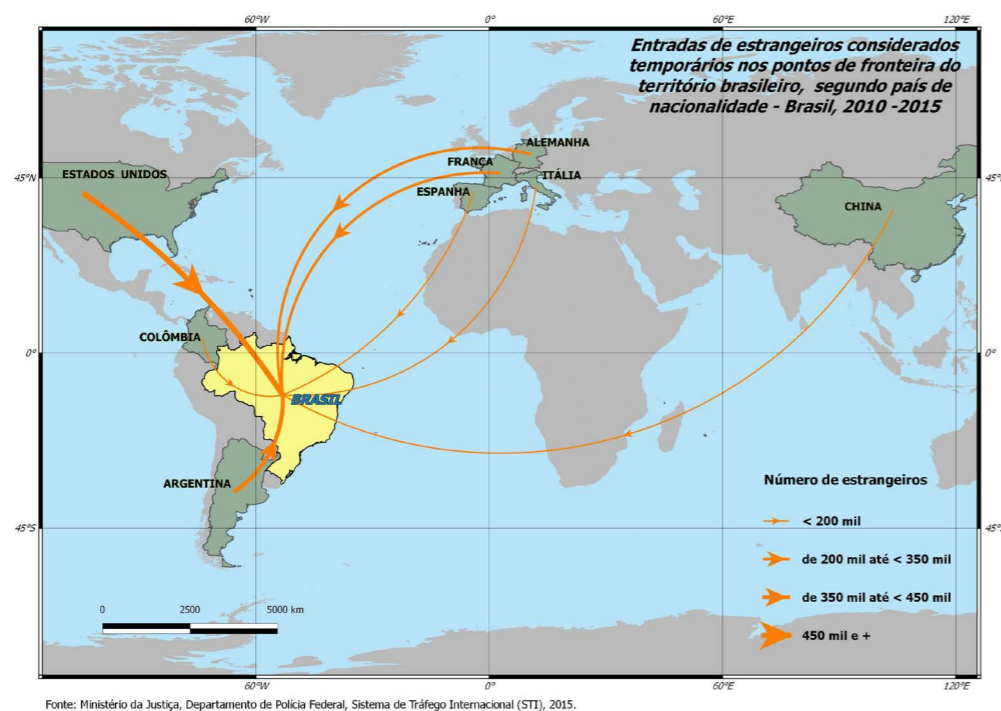 60°W 0° 60°E 120°E
Entradas de estrangeiros considerados
temporários nos pontos de fronteira do
território brasileiro, segundo país de
nacionalidade - Brasil, 2010 -2015
ALEMANHA
FRANÇA
ITÁLIA
45°N ESTADOS UNIDOS 45°N
ESPANHA
CHINA
COLÔMBIA
0° 0°
BRASIL
ARGENTINA
Número de estrangeiros
< 200 mil
45°S 45°S
de 200 mil até < 350 mil
de 350 mil até < 450 mil
450 mil e +
0 2500 5000 km
60°W 0° 60°E 120°E
Fonte: Ministério da Justiça, Departamento de Polícia Federal, Sistema de Tráfego Internacional (STI), 2015.